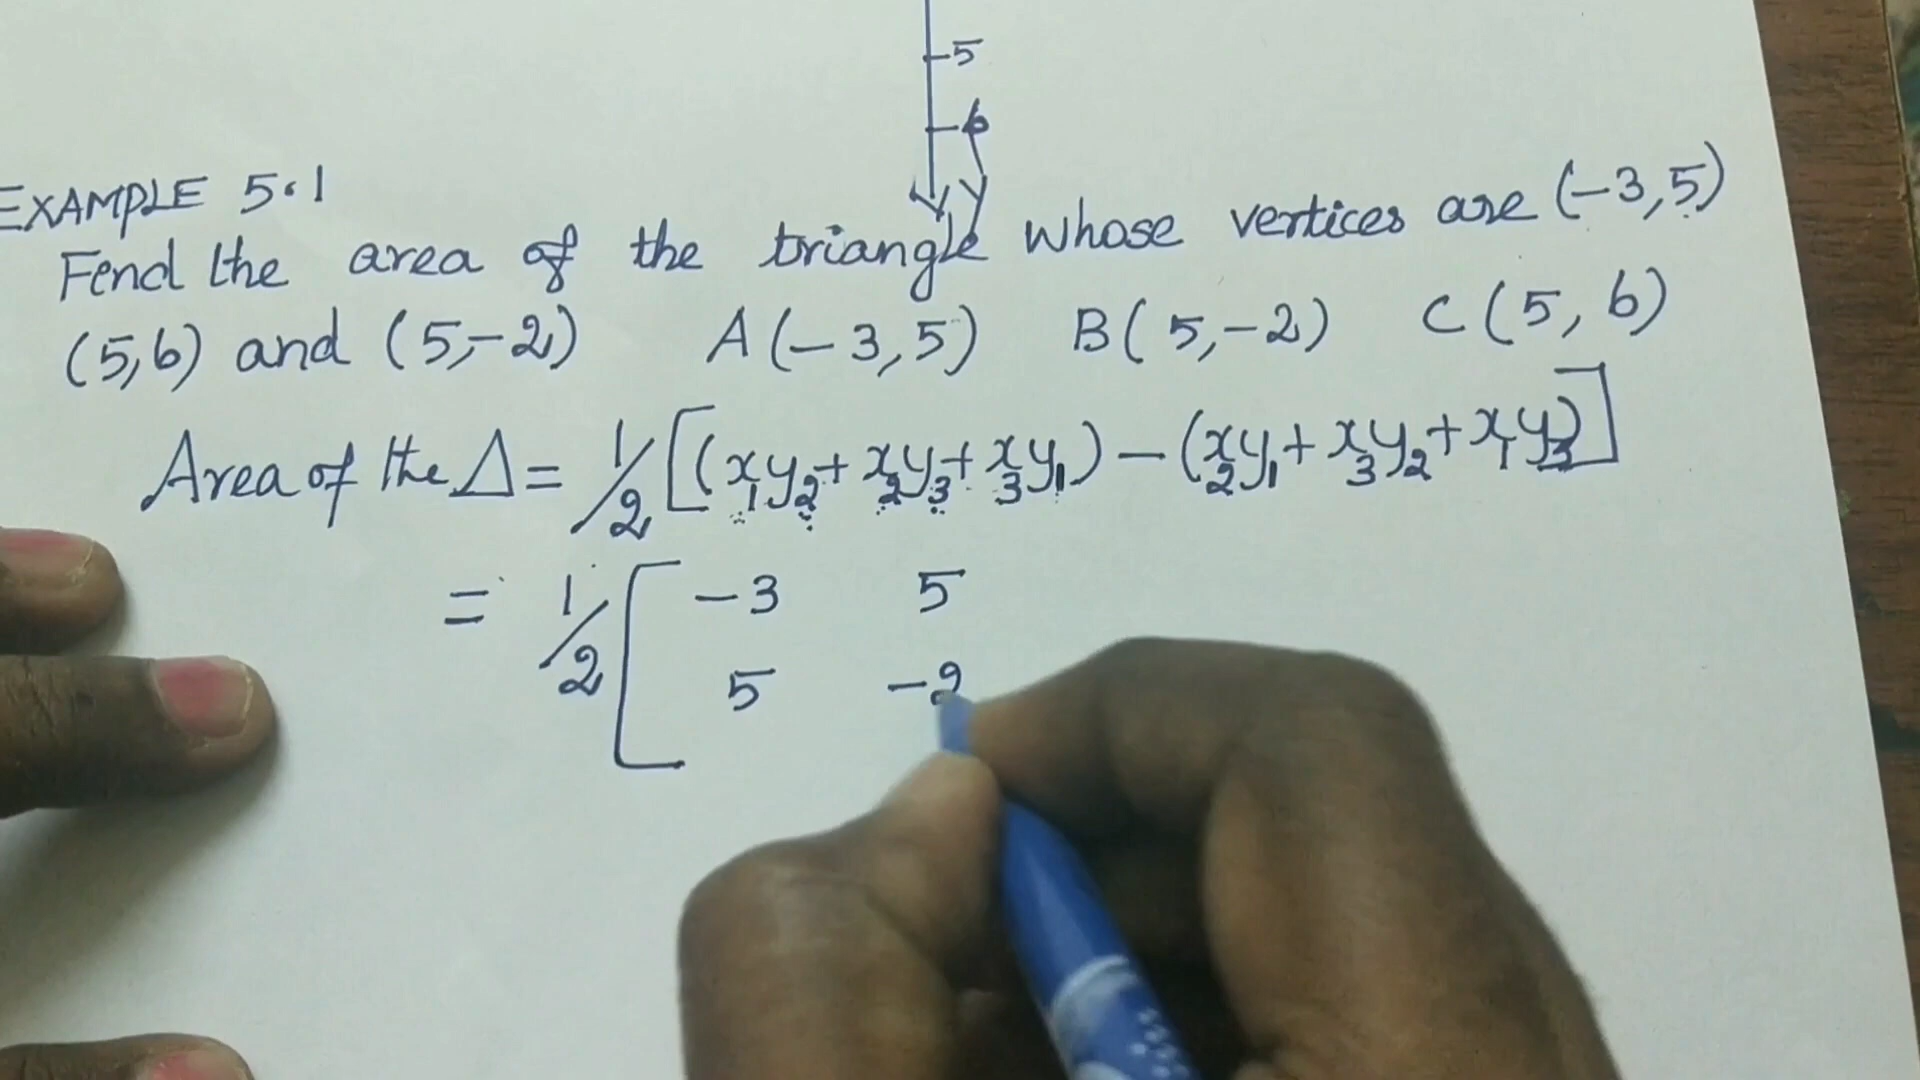 -5
-6
Y
EXAMPLE 5.1
Fend the area of the triangle whose vertices are (-3,5)
(5,6) and (5,-2) A(-3,5) B(5,-2) C(5,6)
Area of the Δ = 1/2 [(x₁y₂+x₂y₃+x₃y₁) - (x₂y₁+x₃y₂+x₁y₃)]
= 1/2 [ -3 5
5 -2